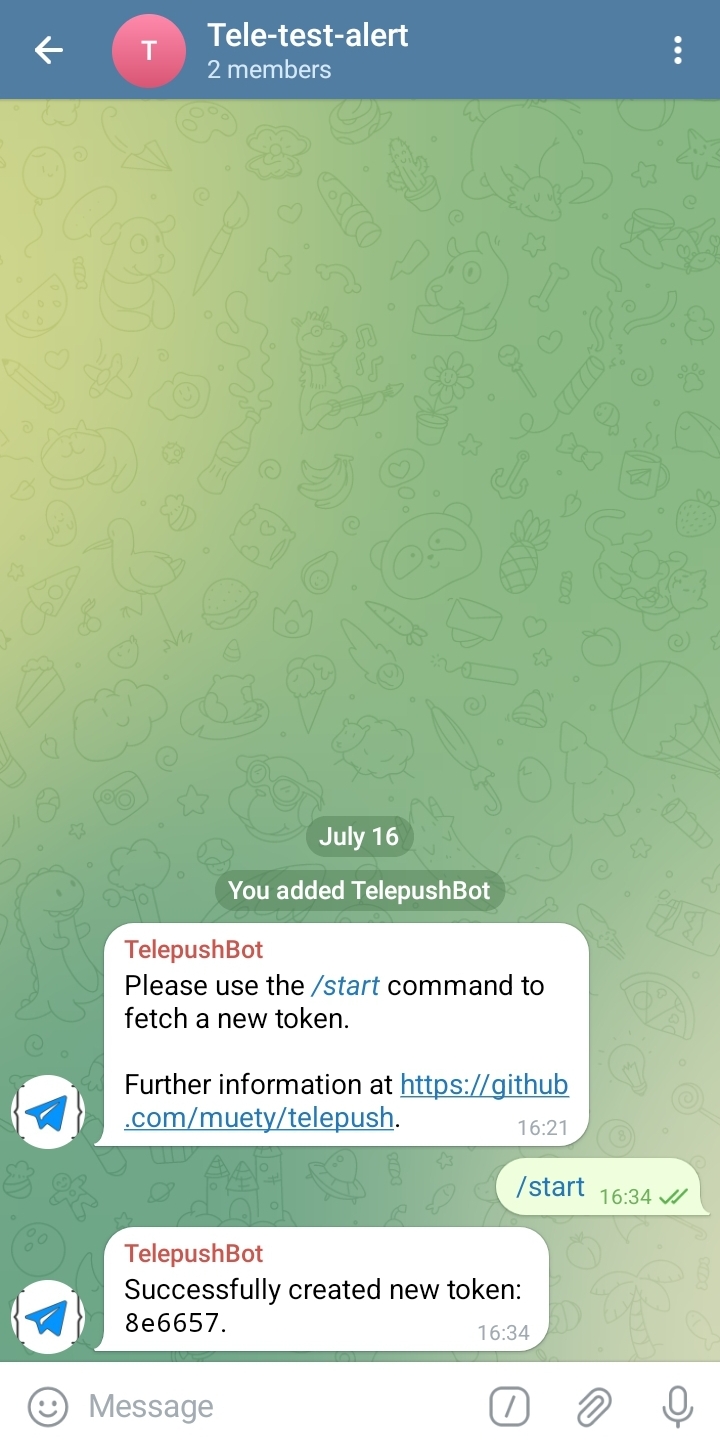 T
Tele-test-alert
2 members
July 16
You added TelepushBot
TelepushBot
Please use the /start command to
fetch a new token.
Further information at https://github
.com/muety/telepush.
16:21
/start
16:34
TelepushBot
Successfully created new token:
8e6657.
16:34
Message